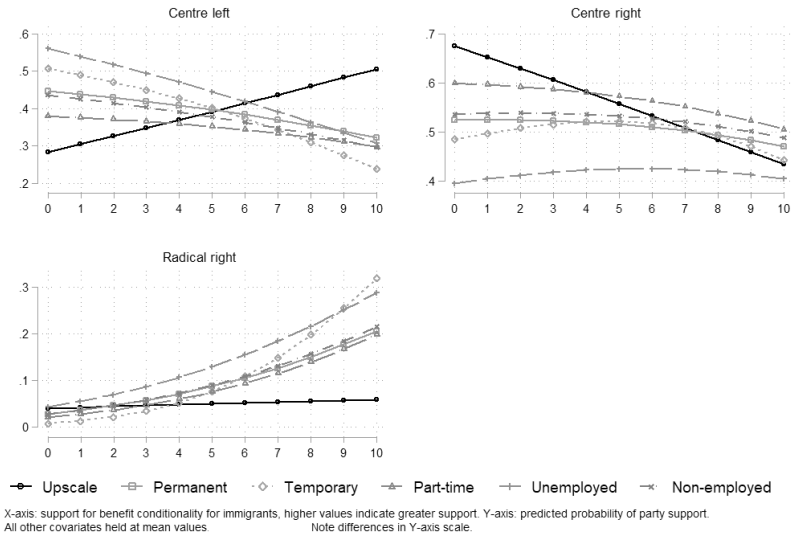 Centre left
.6
.5
.4
.3
.2
0 1 2 3 4 5 6 7 8 9 10
Centre right
.7
.6
.5
.4
0 1 2 3 4 5 6 7 8 9 10
Radical right
.3
.2
.1
0
0 1 2 3 4 5 6 7 8 9 10
Upscale Permanent Temporary Part-time Unemployed Non-employed
X-axis: support for benefit conditionality for immigrants, higher values indicate greater support. Y-axis: predicted probability of party support.
All other covariates held at mean values Note differences in Y-axis scale.